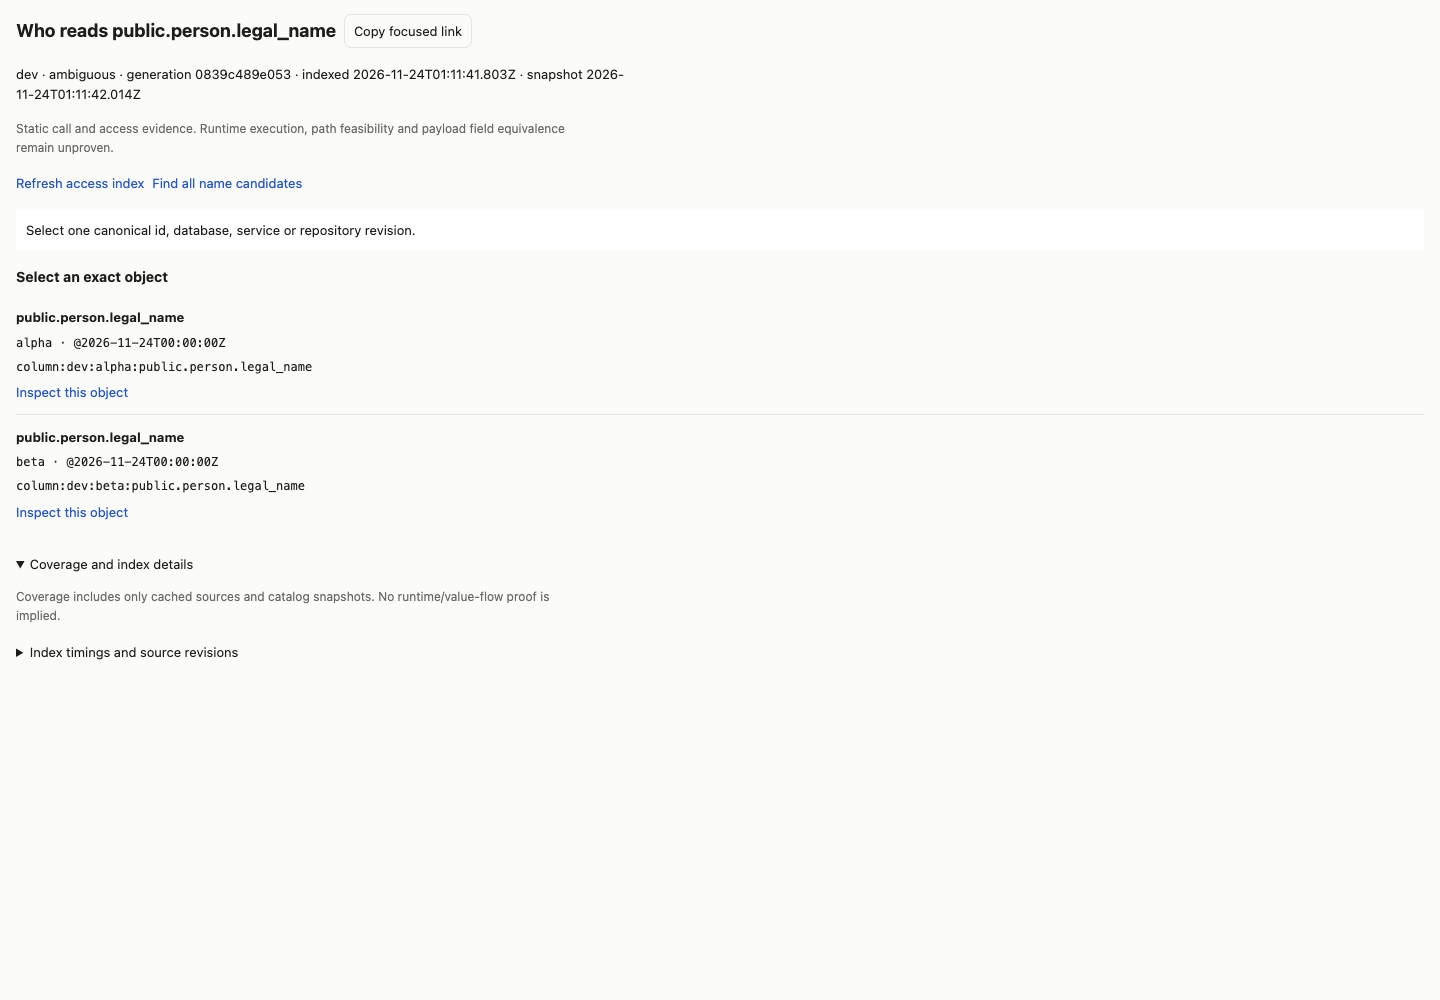 Who reads public.person.legal_name
Copy focused link
dev · ambiguous · generation 0839c489e053 · indexed 2026-11-24T01:11:41.803Z · snapshot 2026-
11-24T01:11:42.014Z
Static call and access evidence. Runtime execution, path feasibility and payload field equivalence
remain unproven.
Refresh access index Find all name candidates
Select one canonical id, database, service or repository revision.
Select an exact object
public.person.legal_name
alpha · @2026-11-24T00:00:00Z
column:dev:alpha:public.person.legal_name
Inspect this object
public.person.legal_name
beta · @2026-11-24T00:00:00Z
column:dev:beta:public.person.legal_name
Inspect this object
▼ Coverage and index details
Coverage includes only cached sources and catalog snapshots. No runtime/value-flow proof is
implied.
▶ Index timings and source revisions